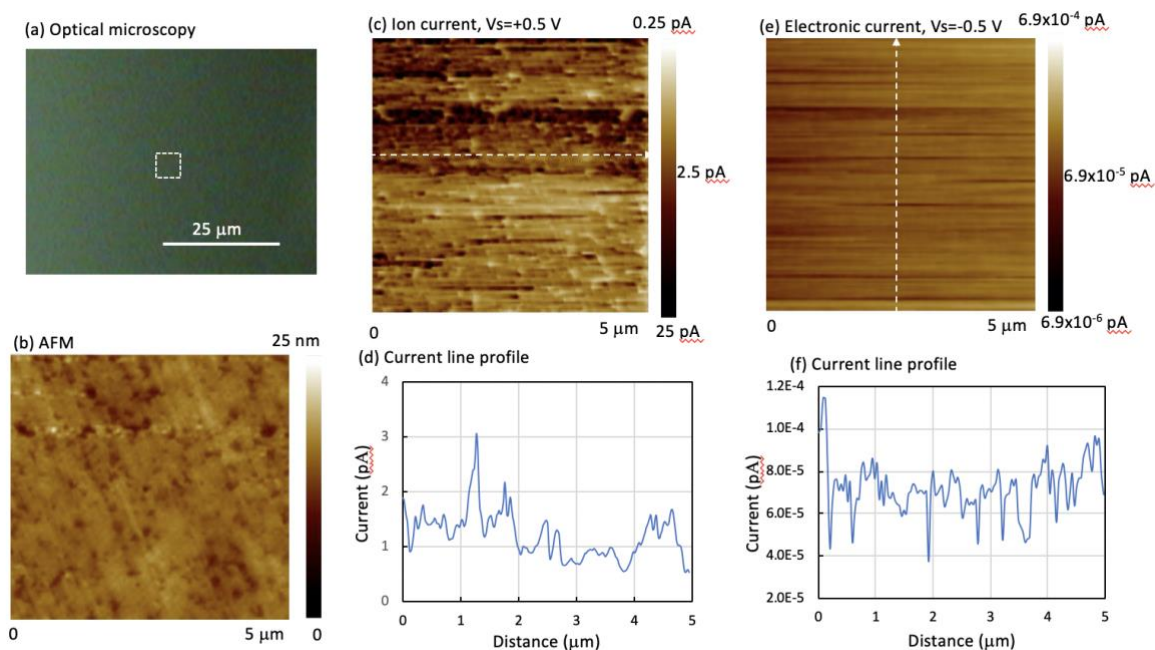 (a) Optical microscopy
25 μm
(b) AFM
25 nm
0
0
5 μm
(c) Ion current, Vs=+0.5 V
0.25 pA
2.5 pA
25 pA
0
5 μm
(d) Current line profile
4
3
2
1
0
Current (pA)
0 1 2 3 4 5
Distance (μm)
(e) Electronic current, Vs=-0.5 V
6.9x10⁻⁴ pA
6.9x10⁻⁵ pA
6.9x10⁻⁶ pA
0
5 μm
(f) Current line profile
1.2E-4
1.0E-4
8.0E-5
6.0E-5
4.0E-5
2.0E-5
Current (pA)
0 1 2 3 4 5
Distance (μm)